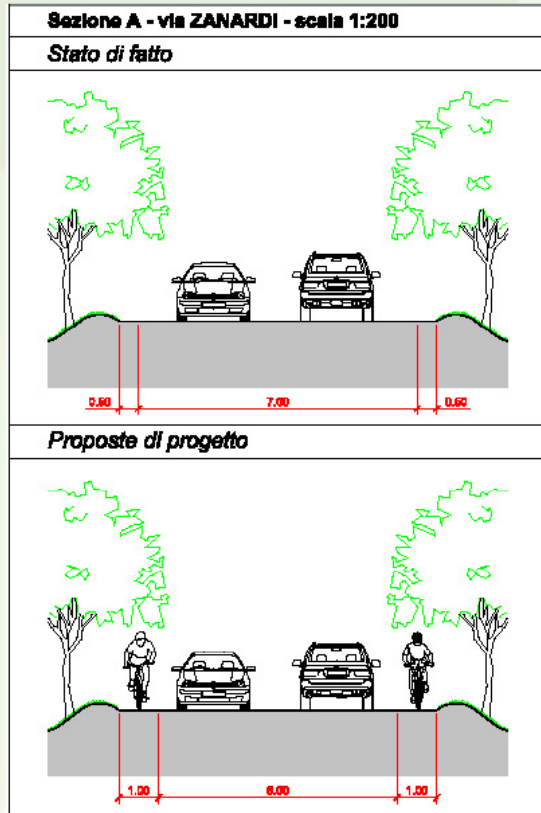 Sezione A - via ZANARDI - scala 1:200
Stato di fatto
0.50 7.00 0.50
Proposte di progetto
1.00 6.00 1.00